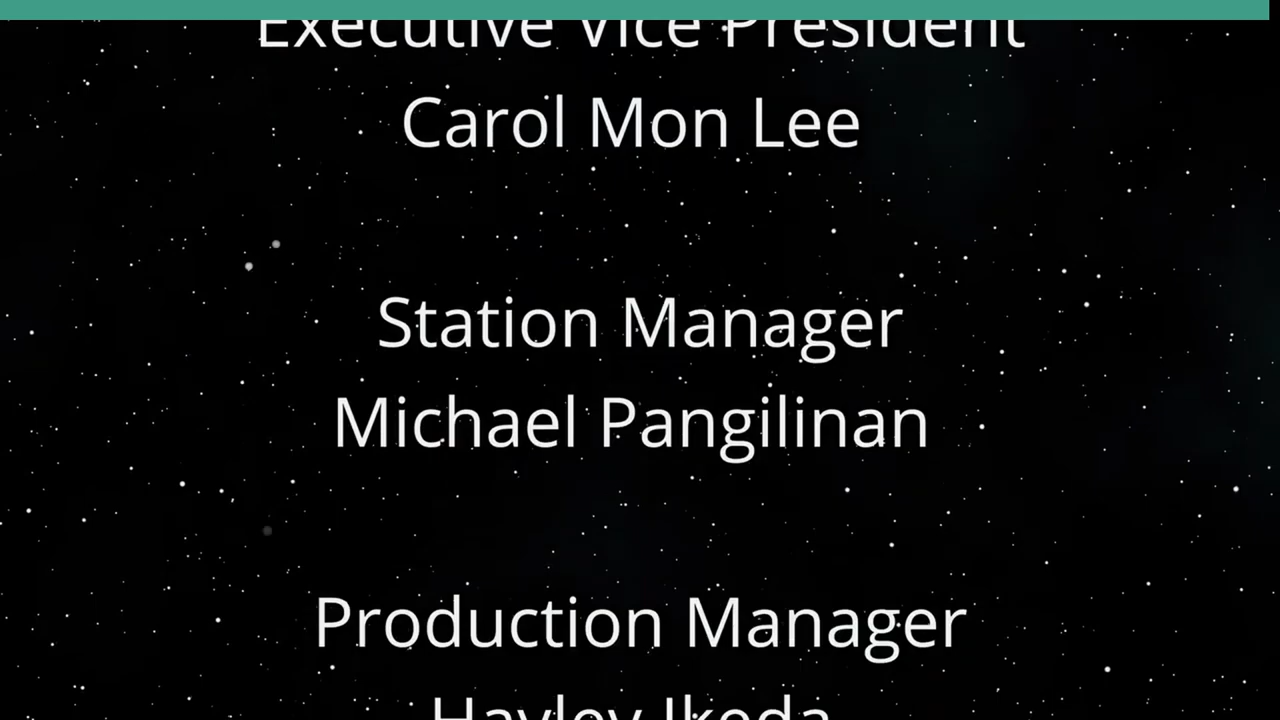 Executive Vice President
Carol Mon Lee
Station Manager
Michael Pangilinan
Production Manager
Hayley Ikeda